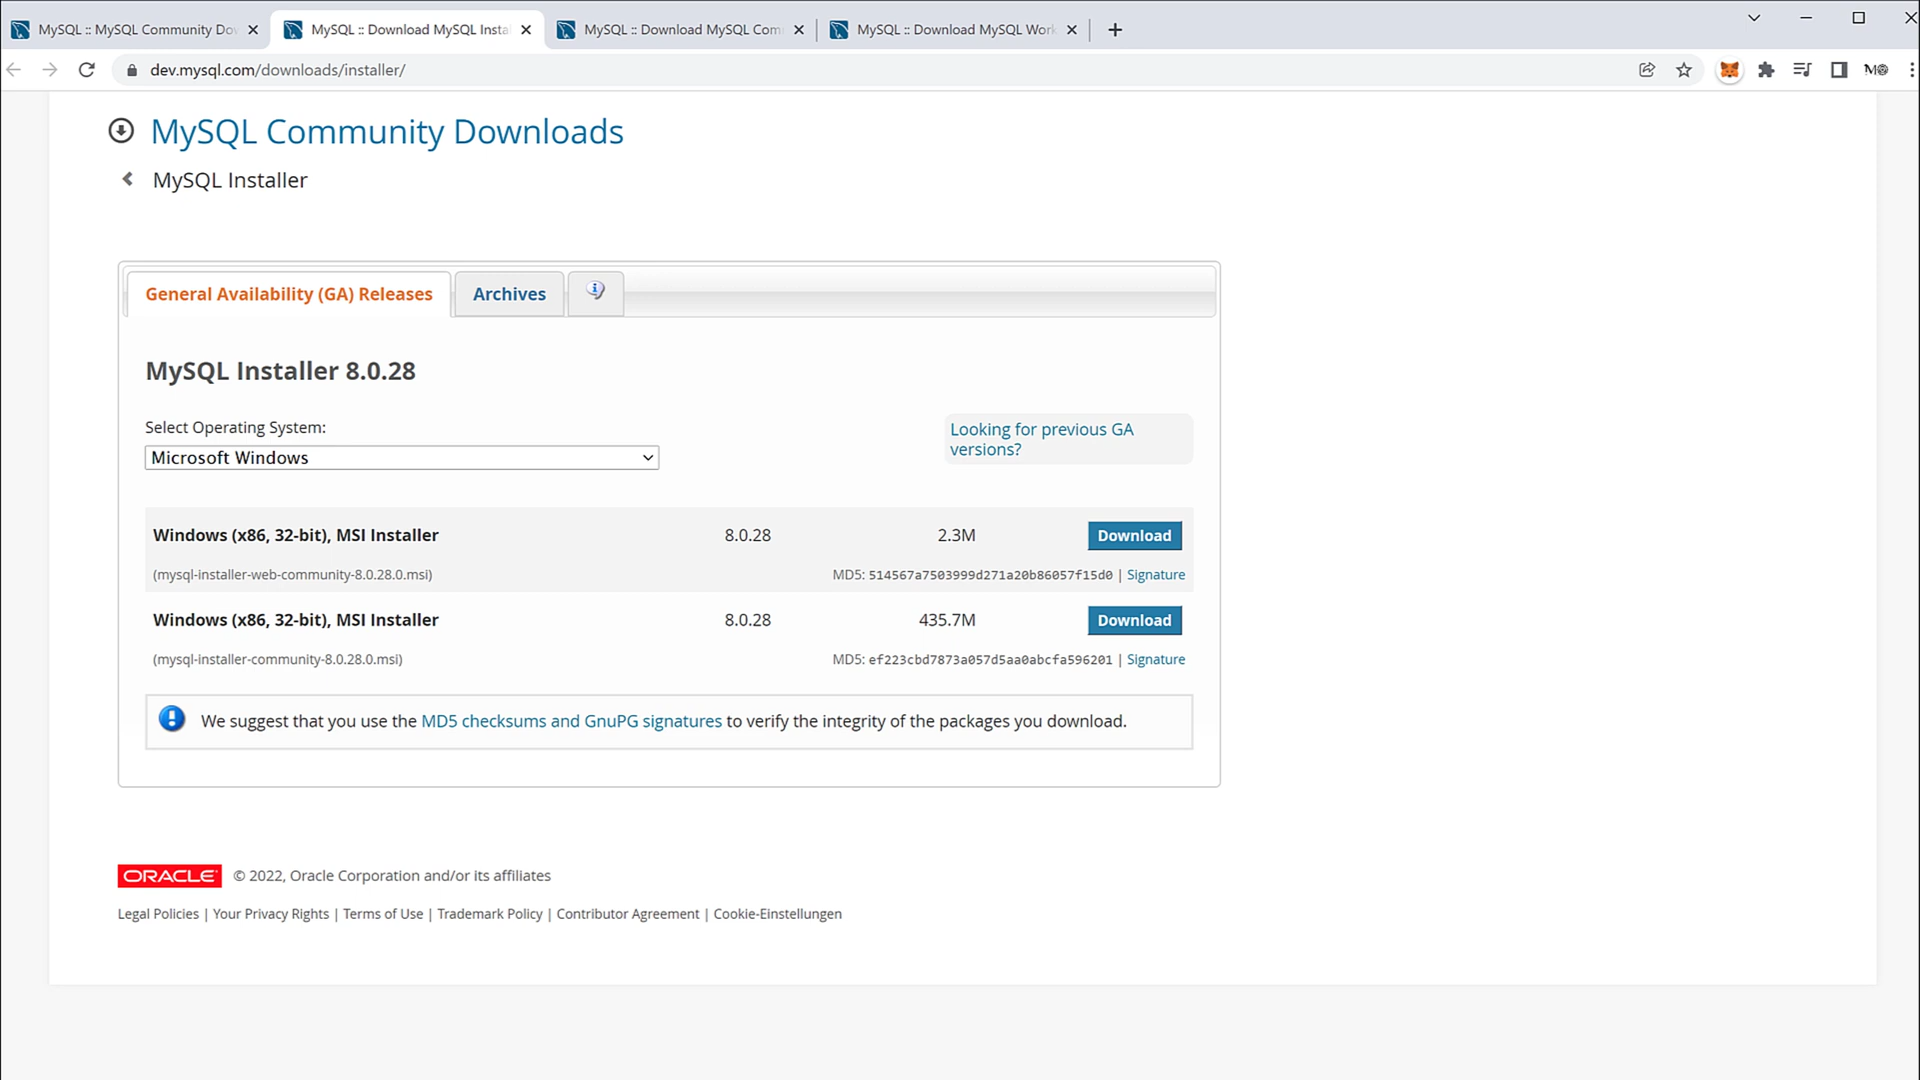 MySQL :: MySQL Community Do
MySQL :: Download MySQL Insta
MySQL :: Download MySQL Com
MySQL :: Download MySQL Work
dev.mysql.com/downloads/installer/
MySQL Community Downloads
MySQL Installer
General Availability (GA) Releases
Archives
MySQL Installer 8.0.28
Select Operating System:
Microsoft Windows
Looking for previous GA
versions?
Windows (x86, 32-bit), MSI Installer 8.0.28 2.3M Download
(mysql-installer-web-community-8.0.28.0.msi) MD5: 514567a7503999d271a20b86057f15d0 | Signature
Windows (x86, 32-bit), MSI Installer 8.0.28 435.7M Download
(mysql-installer-community-8.0.28.0.msi) MD5: ef223cbd7873a057d5aa0abcfa596201 | Signature
We suggest that you use the MD5 checksums and GnuPG signatures to verify the integrity of the packages you download.
ORACLE © 2022, Oracle Corporation and/or its affiliates
Legal Policies | Your Privacy Rights | Terms of Use | Trademark Policy | Contributor Agreement | Cookie-Einstellungen